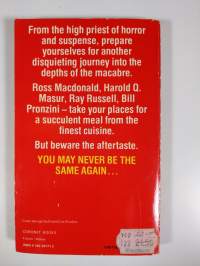 From the high priest of horror
and suspense, prepare
yourselves for another
disquieting journey into the
depths of the macabre.
Ross Macdonald, Harold Q.
Masur, Ray Russell, Bill
Pronzini – take your places for
a succulent meal from the
finest cuisine.
But beware the aftertaste.
YOU MAY NEVER BE THE
SAME AGAIN...
CORONET BOOKS